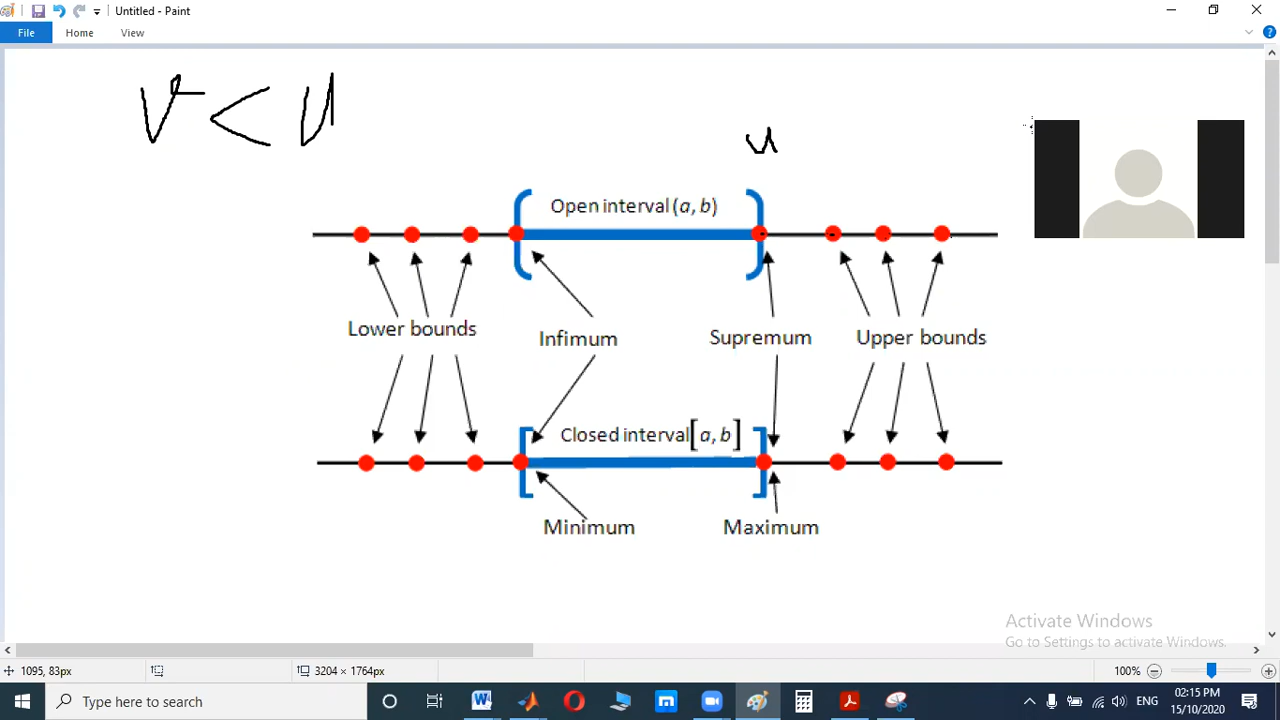 Untitled - Paint
File Home View
v < u
u
Open interval (a, b)
Lower bounds Infimum Supremum Upper bounds
Closed interval [a, b]
Minimum Maximum
Activate Windows
Go to Settings to activate Windows.
1095, 83px 3204 × 1764px 100%
Type here to search
ENG
02:15 PM
15/10/2020